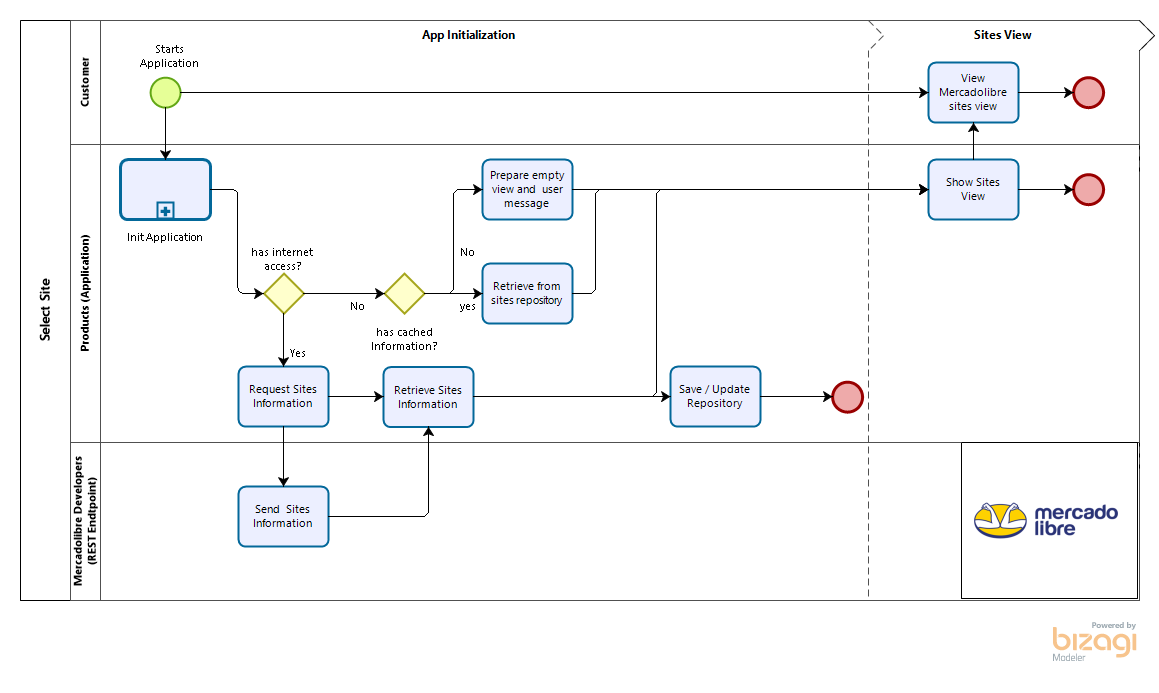 App Initialization
Sites View
Select Site
Customer
Starts
Application
View
Mercadolibre
sites view
Products (Application)
Init Application
Prepare empty
view and user
message
Show Sites
View
has internet
access?
No
No
yes
Retrieve from
sites repository
has cached
Information?
Yes
Request Sites
Information
Retrieve Sites
Information
Save / Update
Repository
Mercadolibre Developers
(REST Endtpoint)
Send Sites
Information
mercado
libre
Powered by
bizagi
Modeler